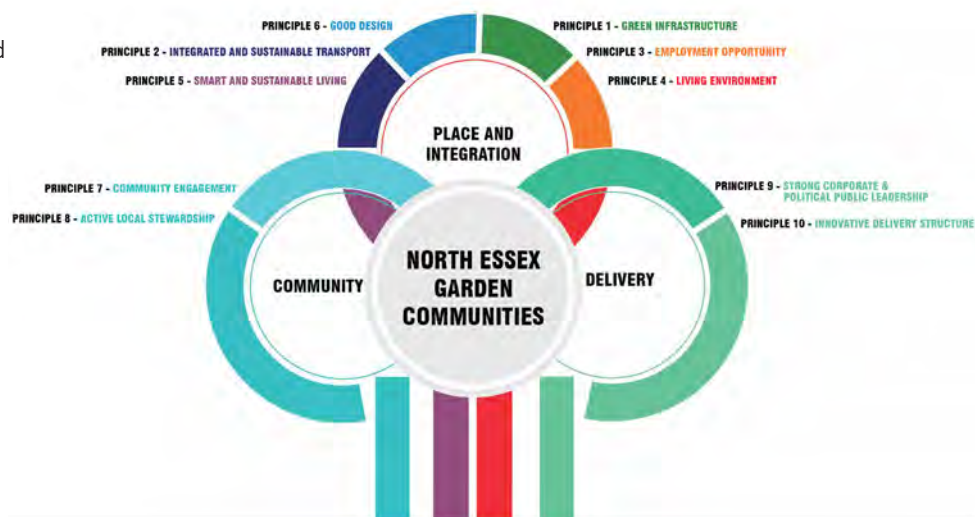 PRINCIPLE 6 - GOOD DESIGN
PRINCIPLE 2 - INTEGRATED AND SUSTAINABLE TRANSPORT
PRINCIPLE 5 - SMART AND SUSTAINABLE LIVING
PRINCIPLE 1 - GREEN INFRASTRUCTURE
PRINCIPLE 3 - EMPLOYMENT OPPORTUNITY
PRINCIPLE 4 - LIVING ENVIRONMENT
PLACE AND
INTEGRATION
PRINCIPLE 7 - COMMUNITY ENGAGEMENT
PRINCIPLE 8 - ACTIVE LOCAL STEWARDSHIP
PRINCIPLE 9 - STRONG CORPORATE &
POLITICAL PUBLIC LEADERSHIP
PRINCIPLE 10 - INNOVATIVE DELIVERY STRUCTURE
COMMUNITY
NORTH ESSEX
GARDEN
COMMUNITIES
DELIVERY